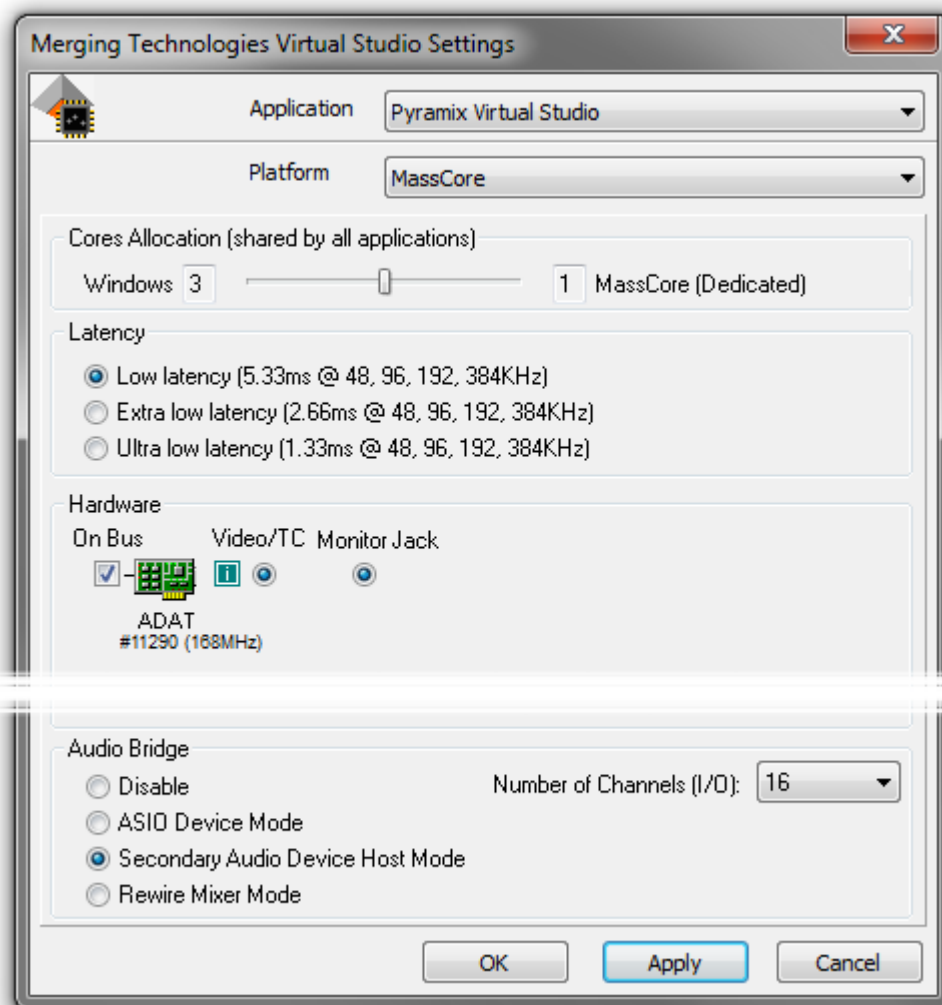 Merging Technologies Virtual Studio Settings
Application Pyramix Virtual Studio
Platform MassCore
Cores Allocation (shared by all applications)
Windows 3 1 MassCore (Dedicated)
Latency
Low latency (5.33ms @ 48, 96, 192, 384KHz)
Extra low latency (2.66ms @ 48, 96, 192, 384KHz)
Ultra low latency (1.33ms @ 48, 96, 192, 384KHz)
Hardware
On Bus Video/TC Monitor Jack
i
ADAT
#11290 (168MHz)
Audio Bridge
Disable Number of Channels (I/O): 16
ASIO Device Mode
Secondary Audio Device Host Mode
Rewire Mixer Mode
OK Apply Cancel